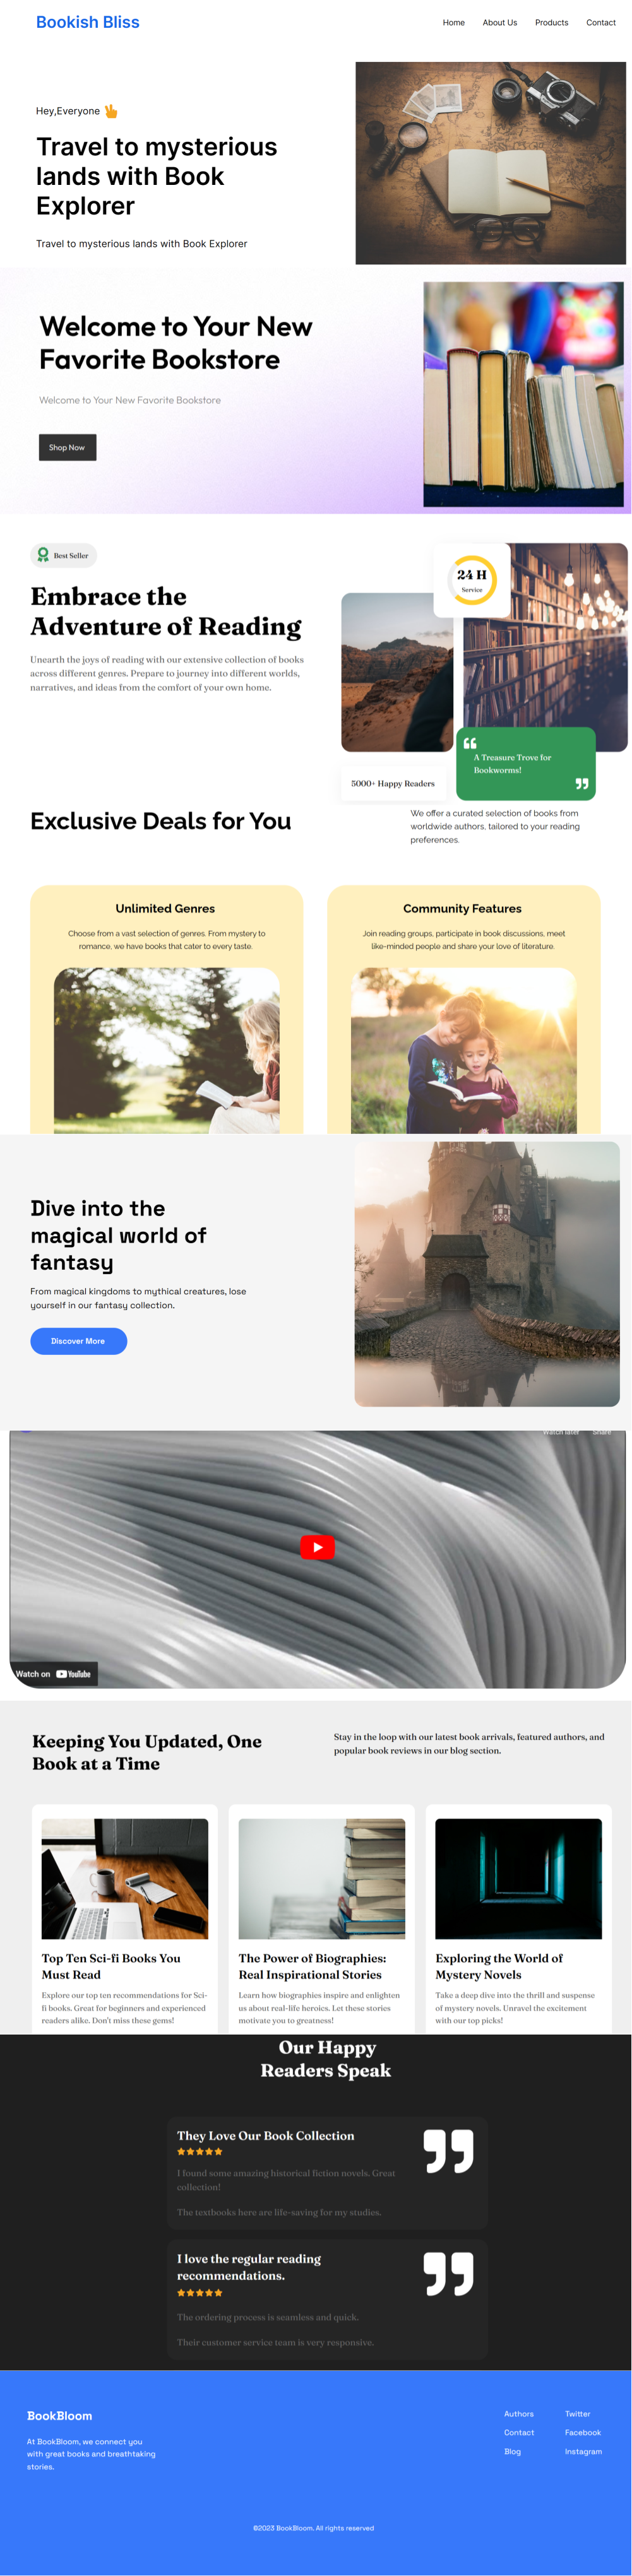 Bookish Bliss
Home About Us Products Contact
Hey,Everyone
Travel to mysterious
lands with Book
Explorer
Travel to mysterious lands with Book Explorer
Welcome to Your New
Favorite Bookstore
Welcome to Your New Favorite Bookstore
Shop Now
Best Seller
Embrace the
Adventure of Reading
Unearth the joys of reading with our extensive collection of books
across different genres. Prepare to journey into different worlds,
narratives, and ideas from the comfort of your own home.
24 H
Service
A Treasure Trove for
Bookworms!
5000+ Happy Readers
Exclusive Deals for You
We offer a curated selection of books from
worldwide authors, tailored to your reading
preferences.
Unlimited Genres
Choose from a vast selection of genres. From mystery to
romance, we have books that cater to every taste.
Community Features
Join reading groups, participate in book discussions, meet
like-minded people and share your love of literature.
Dive into the
magical world of
fantasy
From magical kingdoms to mythical creatures, lose
yourself in our fantasy collection.
Discover More
Watch later Share
Watch on YouTube
Keeping You Updated, One
Book at a Time
Stay in the loop with our latest book arrivals, featured authors, and
popular book reviews in our blog section.
Top Ten Sci-fi Books You
Must Read
Explore our top ten recommendations for Sci-
fi books. Great for beginners and experienced
readers alike. Don't miss these gems!
The Power of Biographies:
Real Inspirational Stories
Learn how biographies inspire and enlighten
us about real-life heroics. Let these stories
motivate you to greatness!
Exploring the World of
Mystery Novels
Take a deep dive into the thrill and suspense
of mystery novels. Unravel the excitement
with our top picks!
Our Happy
Readers Speak
They Love Our Book Collection
I found some amazing historical fiction novels. Great
collection!
The textbooks here are life-saving for my studies.
I love the regular reading
recommendations.
The ordering process is seamless and quick.
Their customer service team is very responsive.
BookBloom
At BookBloom, we connect you
with great books and breathtaking
stories.
Authors
Contact
Blog
Twitter
Facebook
Instagram
©2023 BookBloom. All rights reserved